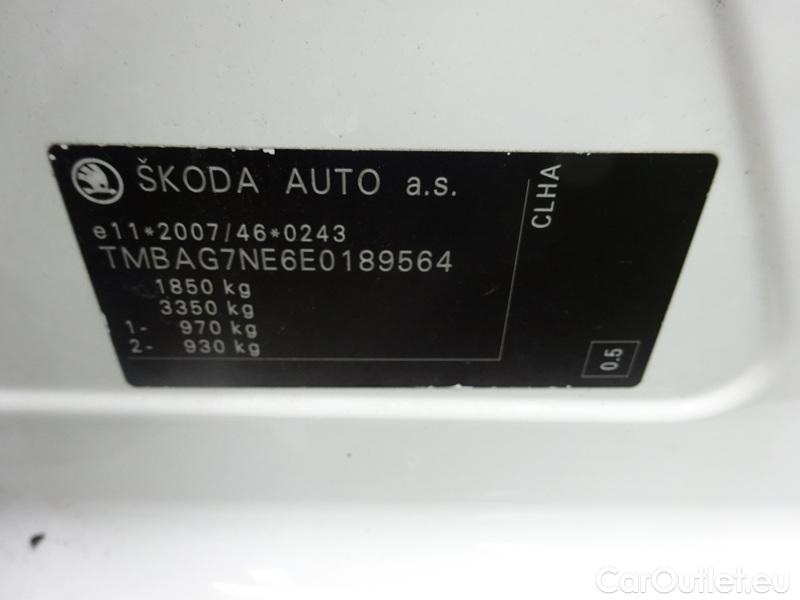 ŠKODA AUTO a.s.
e11*2007/46*0243
TMBAG7NE6E0189564
1850 kg
3350 kg
1- 970 kg
2- 930 kg
CLHA
0.5
CarOutlet.eu